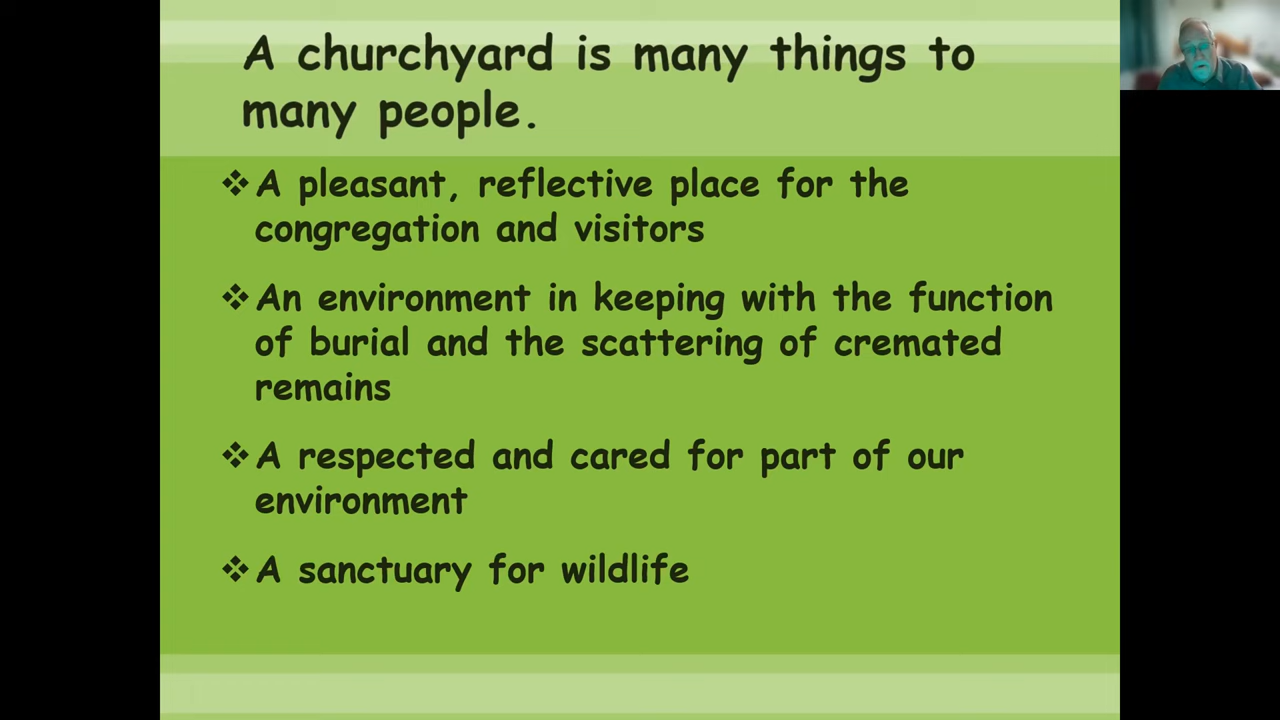 A churchyard is many things to
many people.
❖A pleasant, reflective place for the
congregation and visitors
❖An environment in keeping with the function
of burial and the scattering of cremated
remains
❖A respected and cared for part of our
environment
❖A sanctuary for wildlife